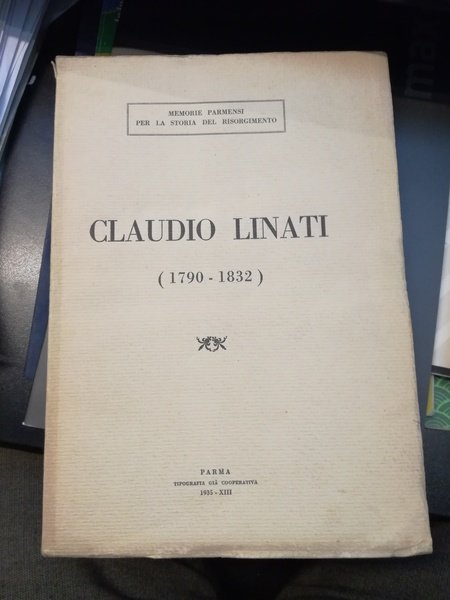 MEMORIE PARMENSI
PER LA STORIA DEL RISORGIMENTO
CLAUDIO LINATI
( 1790 - 1832 )
PARMA
TIPOGRAFIA GIÀ COOPERATIVA
1935 - XIII